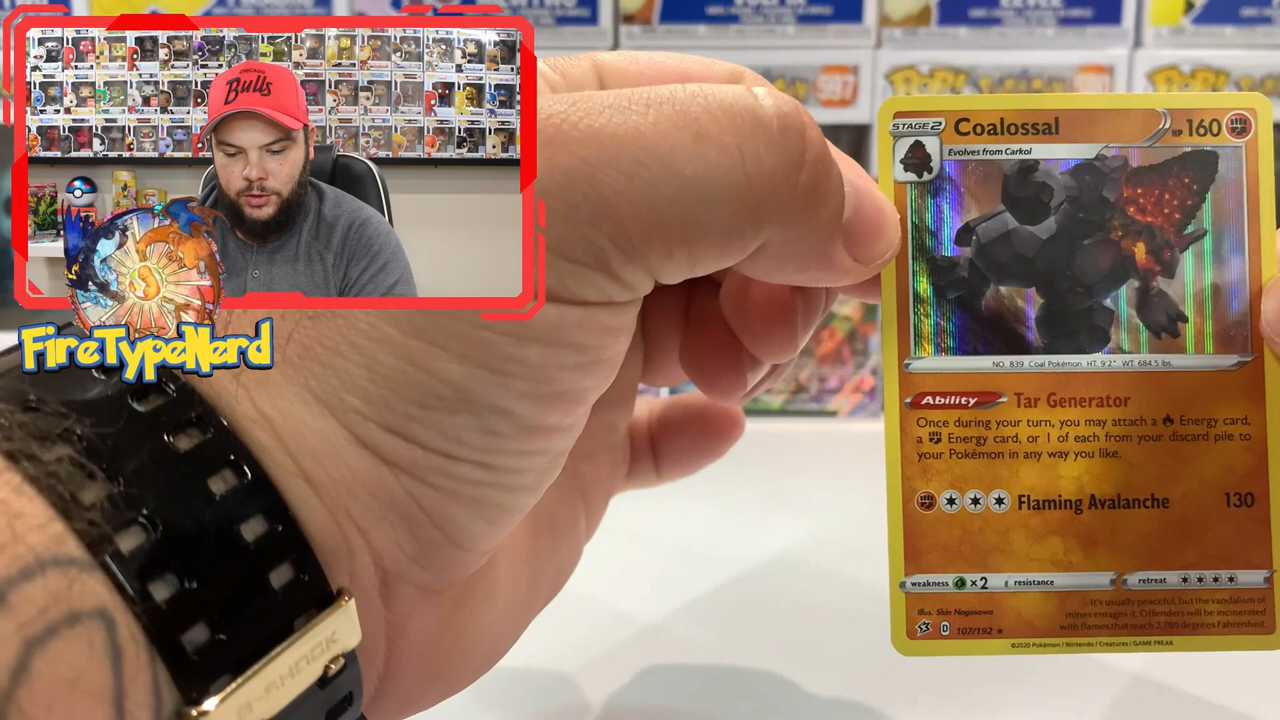 CHICAGO
Bulls
FireTypeNerd
G-SHOCK
POP!
STAGE 2
Coalossal
HP 160
Evolves from Carkol
NO. 839 Coal Pokémon HT: 9'2" WT: 684.5 lbs.
Ability Tar Generator
Once during your turn, you may attach a Energy card,
a Energy card, or 1 of each from your discard pile to
your Pokémon in any way you like.
Flaming Avalanche 130
weakness ×2 resistance retreat
Illus. Shin Nagasawa
It's usually peaceful, but the vandalism of
mines enrages it. Offenders will be incinerated
with flames that reach 2,700 degrees Fahrenheit.
D 107/192 ★
©2020 Pokémon / Nintendo / Creatures / GAME FREAK